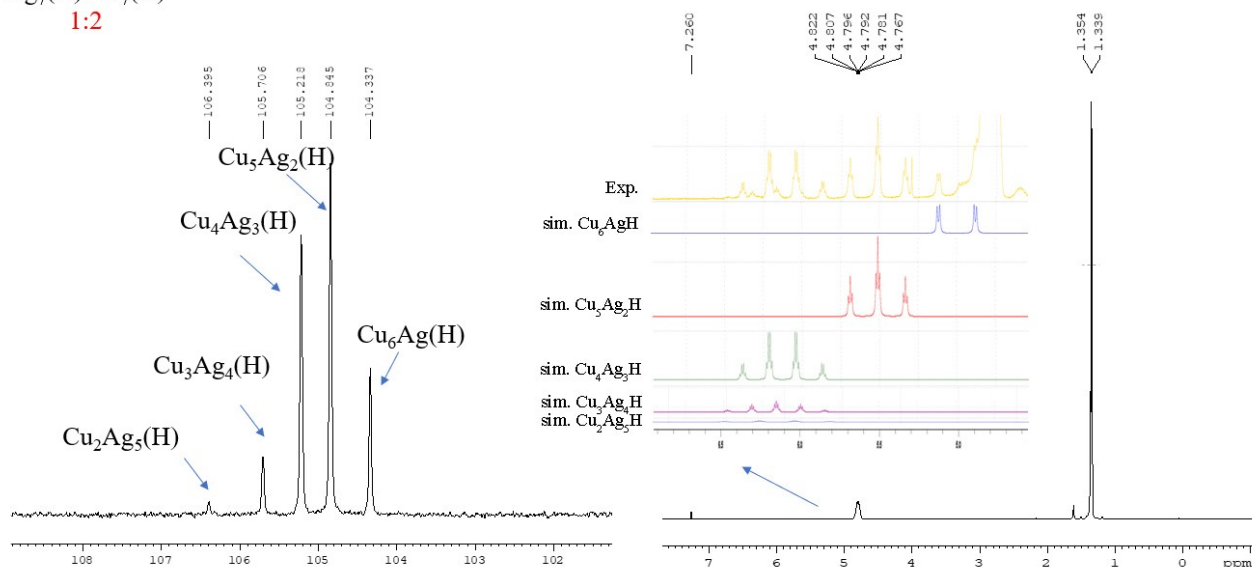 1:2
106.395
105.706
105.218
104.845
104.337
Cu₅Ag₂(H)
Cu₄Ag₃(H)
Cu₆Ag(H)
Cu₃Ag₄(H)
Cu₂Ag₅(H)
108 107 106 105 104 103 102
7.260
4.822
4.807
4.796
4.792
4.781
4.767
1.354
1.339
Exp.
sim. Cu₆AgH
sim. Cu₅Ag₂H
sim. Cu₄Ag₃H
sim. Cu₃Ag₄H
sim. Cu₂Ag₅H
7 6 5 4 3 2 1 0 ppm